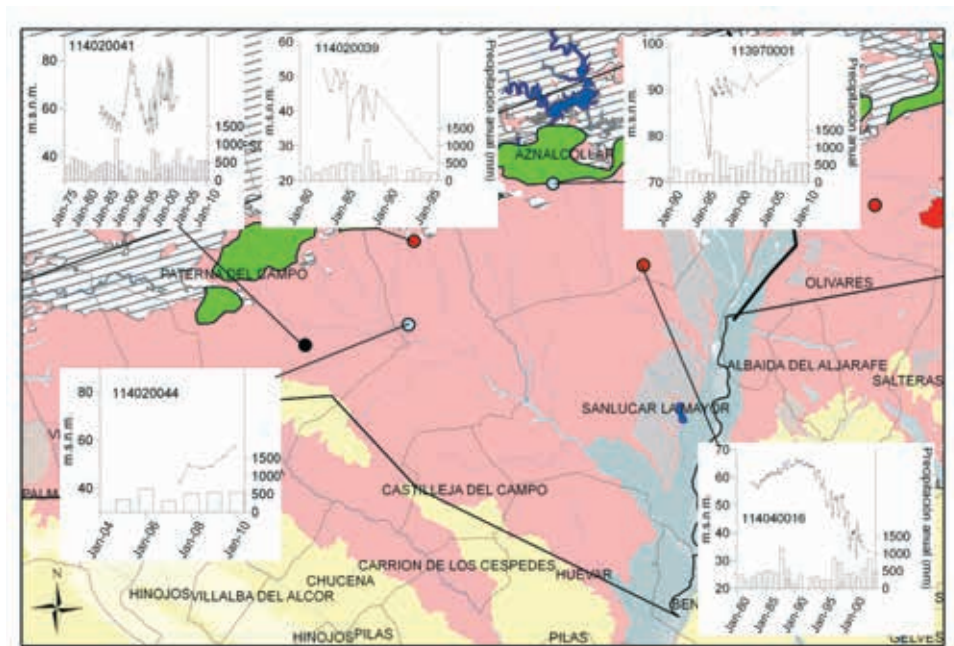 114020041
80
60
40
m.s.n.m.
1500
1000
500
0
Jan-75
Jan-80
Jan-85
Jan-90
Jan-95
Jan-00
Jan-05
Jan-10
114020039
60
50
40
30
20
m.s.n.m.
Precipitación anual (mm)
1500
1000
500
0
Jan-80
Jan-85
Jan-90
Jan-95
113970001
100
90
80
70
m.s.n.m.
Precipitación anual
1500
1000
500
0
Jan-90
Jan-95
Jan-00
Jan-05
Jan-10
AZNALCOLLAR
PATERNA DEL CAMPO
OLIVARES
ALBAIDA DEL ALJARAFE
SALTERAS
SANLUCAR LA MAYOR
114020044
80
60
40
m.s.n.m.
1500
1000
500
0
Jan-04
Jan-06
Jan-08
Jan-10
CASTILLEJA DEL CAMPO
114040016
70
60
50
40
30
20
m.s.n.m.
Precipitación anual (mm)
1500
1000
500
0
Jan-80
Jan-85
Jan-90
Jan-95
Jan-00
CARRION DE LOS CESPEDES
HUEVAR
CHUCENA
HINOJOS
VILLALBA DEL ALCOR
HINOJOS
PILAS
PILAS
GELVES
N